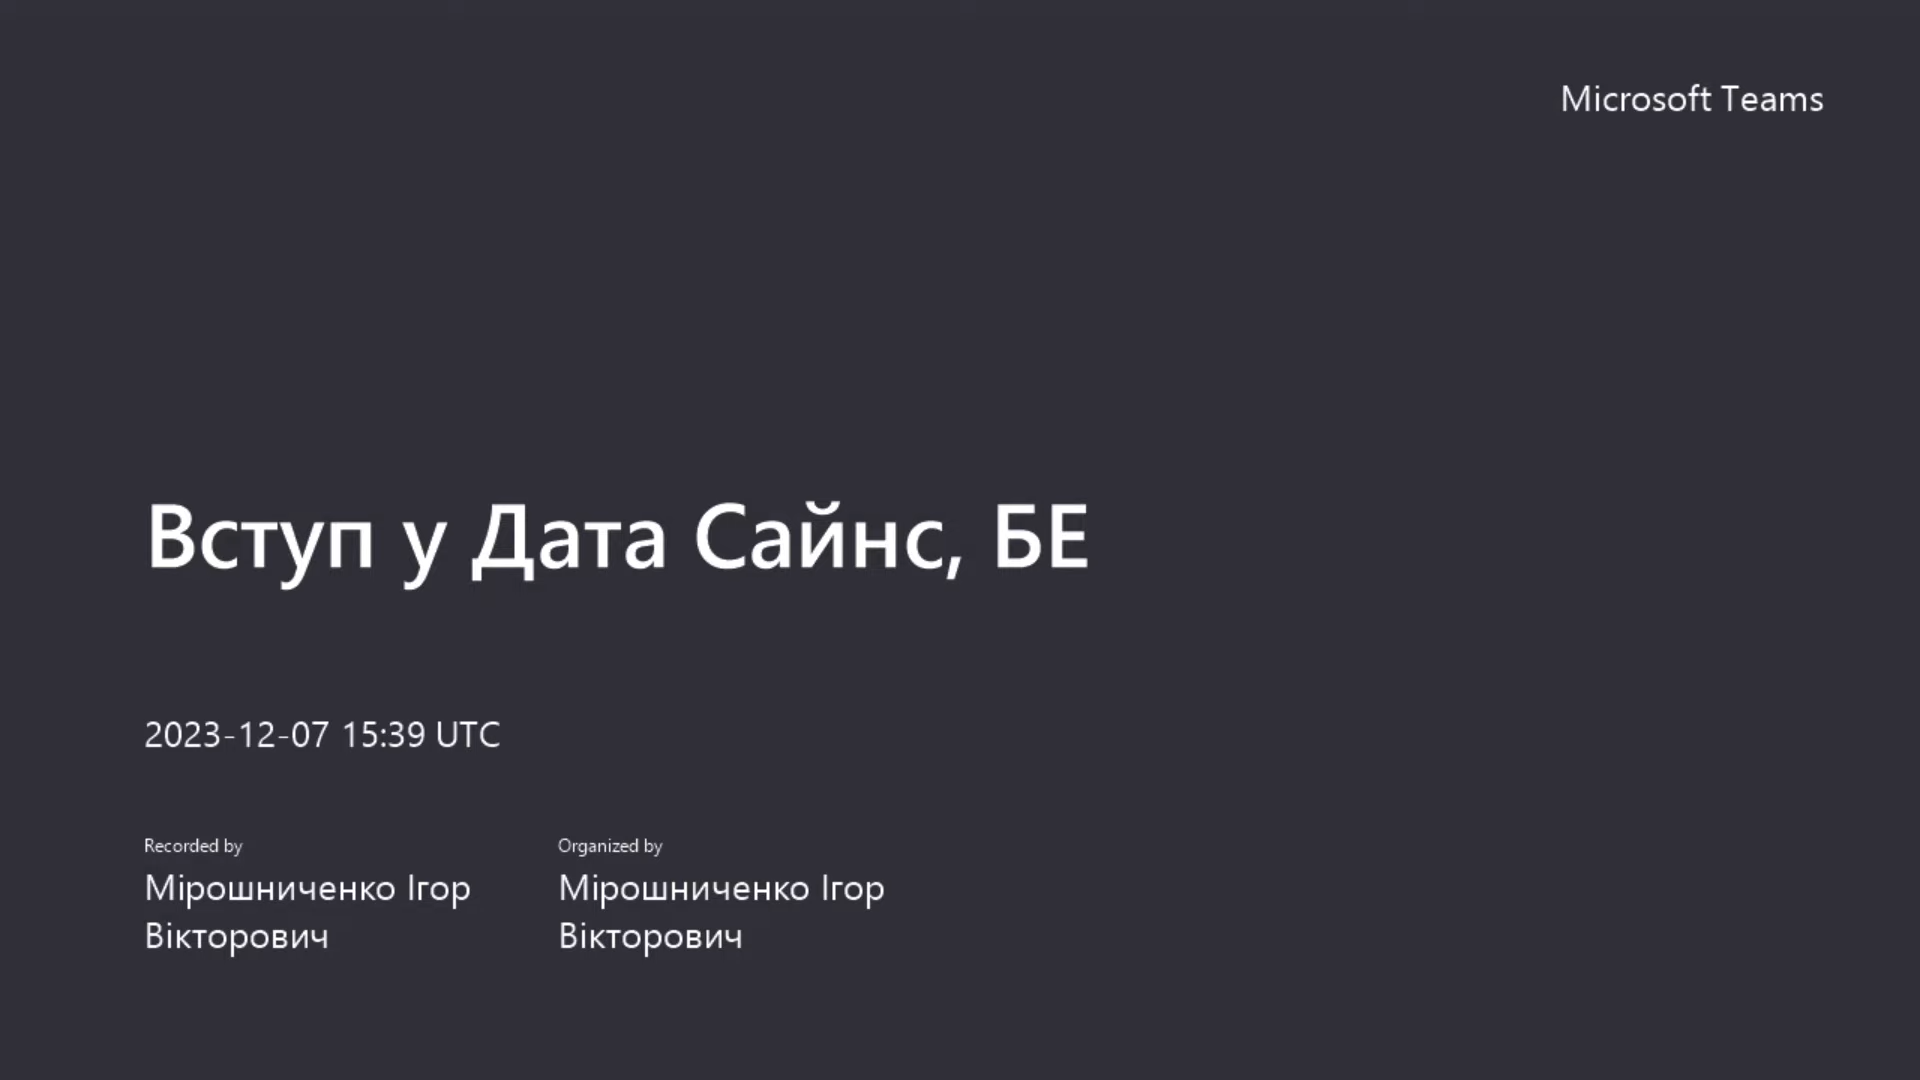 Microsoft Teams
Вступ у Дата Сайнс, БЕ
2023-12-07 15:39 UTC
Recorded by
Мірошниченко Ігор
Вікторович
Organized by
Мірошниченко Ігор
Вікторович